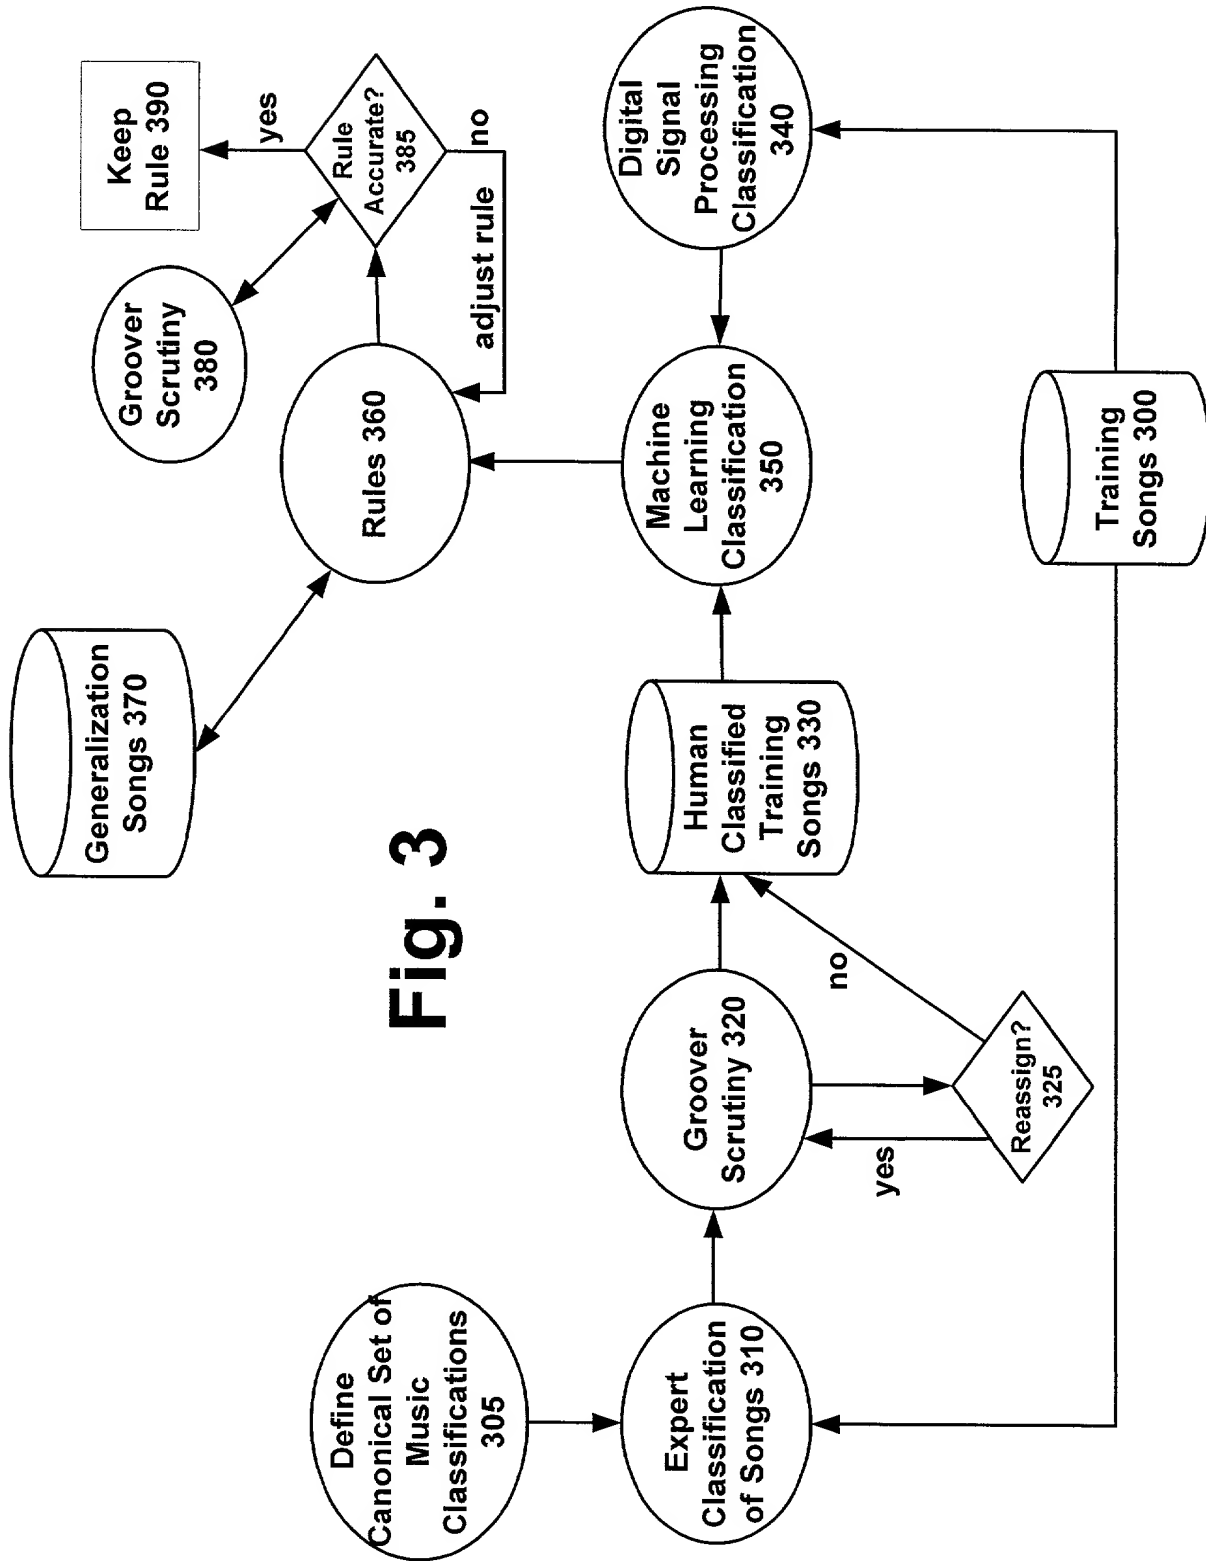 Define
Canonical Set of
Music
Classifications
305
Expert
Classification
of Songs 310
Groover
Scrutiny 320
yes
no
Reassign?
325
Human
Classified
Training
Songs 330
Machine
Learning
Classification
350
Digital
Signal
Processing
Classification
340
Training
Songs 300
Generalization
Songs 370
Rules 360
Groover
Scrutiny
380
Keep
Rule 390
yes
Rule
Accurate?
385
no
adjust rule
Fig. 3